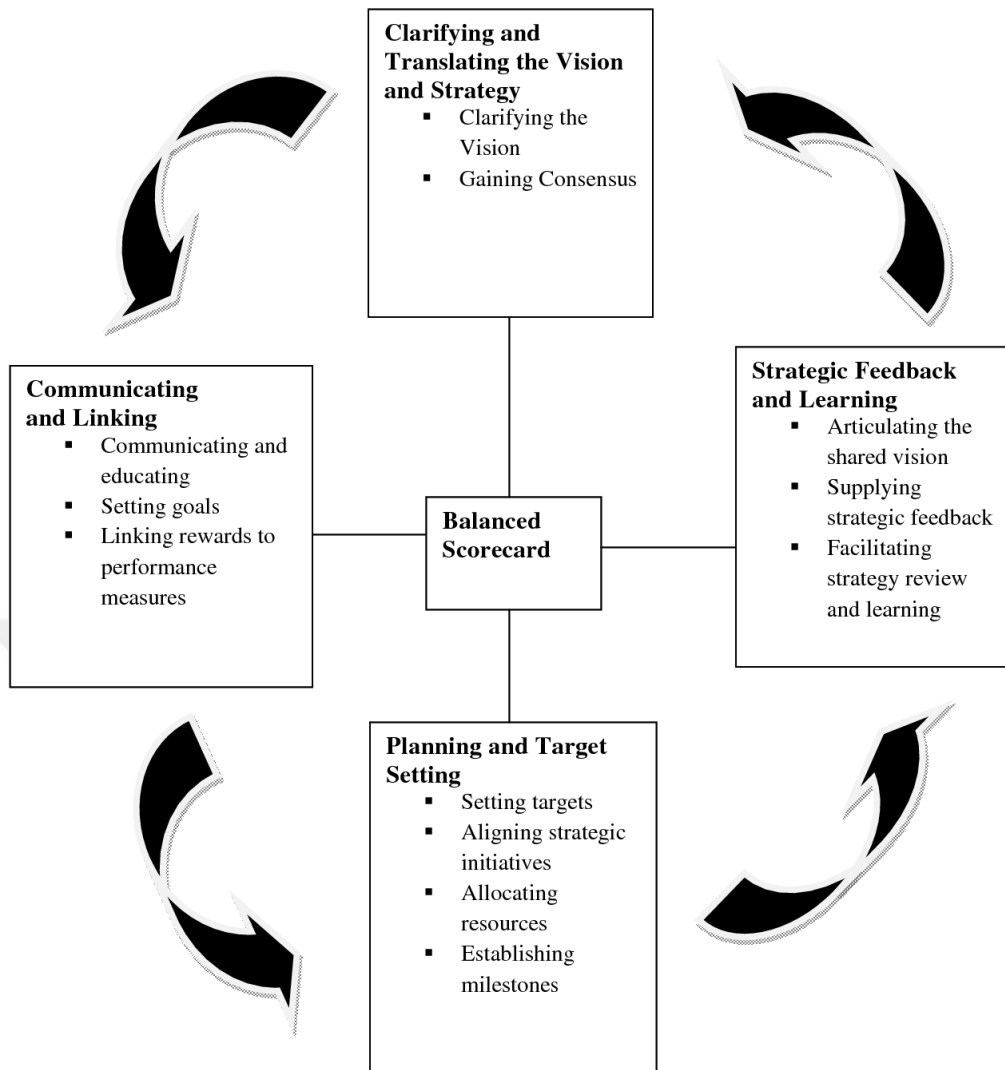 Clarifying and
Translating the Vision
and Strategy
▪ Clarifying the
Vision
▪ Gaining Consensus
Communicating
and Linking
▪ Communicating and
educating
▪ Setting goals
▪ Linking rewards to
performance
measures
Balanced
Scorecard
Strategic Feedback
and Learning
▪ Articulating the
shared vision
▪ Supplying
strategic feedback
▪ Facilitating
strategy review
and learning
Planning and Target
Setting
▪ Setting targets
▪ Aligning strategic
initiatives
▪ Allocating
resources
▪ Establishing
milestones